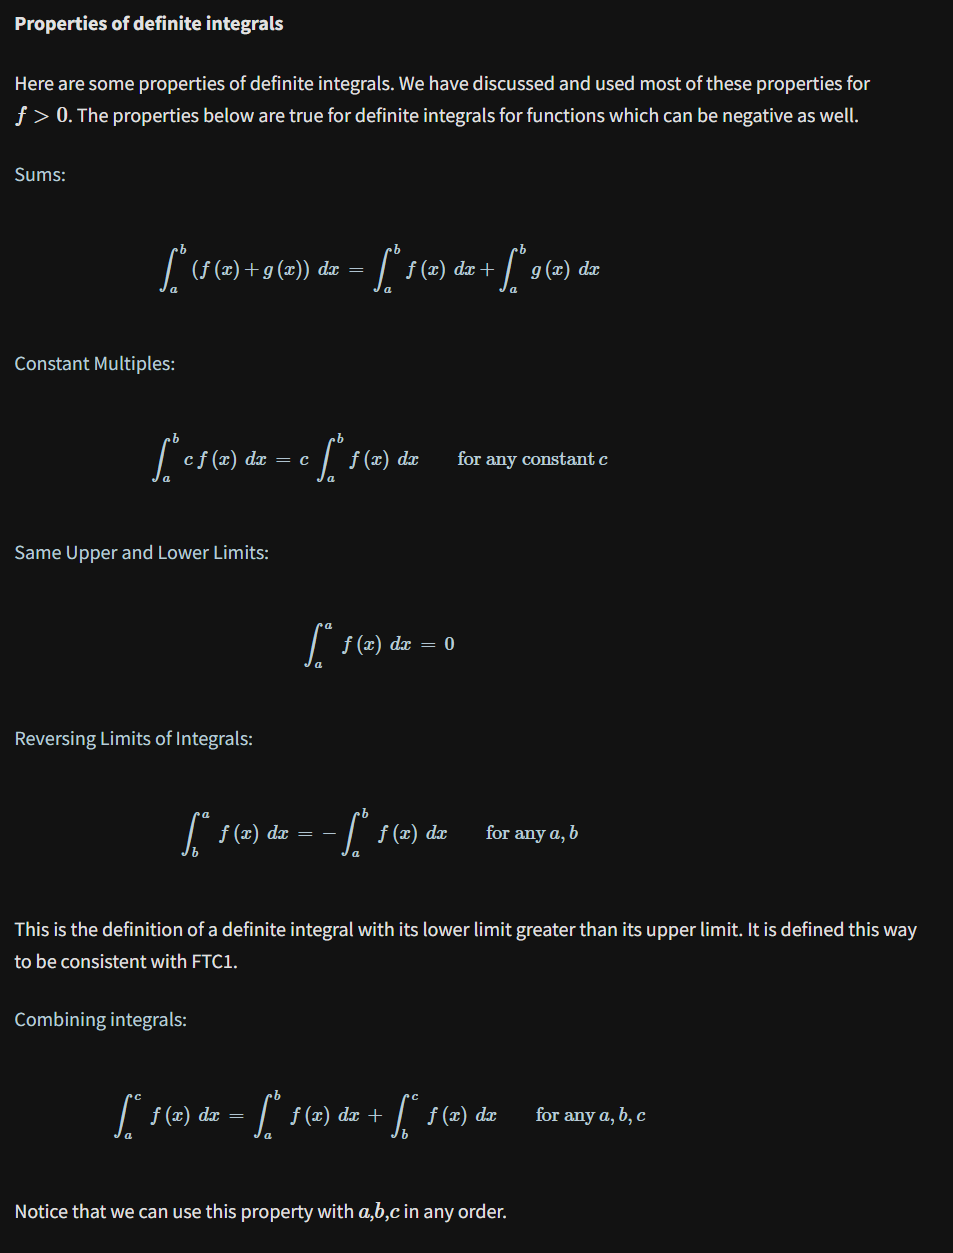 Properties of definite integrals
Here are some properties of definite integrals. We have discussed and used most of these properties for
f > 0. The properties below are true for definite integrals for functions which can be negative as well.
Sums:
∫_a^b (f (x) + g (x)) dx = ∫_a^b f (x) dx + ∫_a^b g (x) dx
Constant Multiples:
∫_a^b c f (x) dx = c ∫_a^b f (x) dx for any constant c
Same Upper and Lower Limits:
∫_a^a f (x) dx = 0
Reversing Limits of Integrals:
∫_b^a f (x) dx = − ∫_a^b f (x) dx for any a, b
This is the definition of a definite integral with its lower limit greater than its upper limit. It is defined this way
to be consistent with FTC1.
Combining integrals:
∫_a^c f (x) dx = ∫_a^b f (x) dx + ∫_b^c f (x) dx for any a, b, c
Notice that we can use this property with a,b,c in any order.